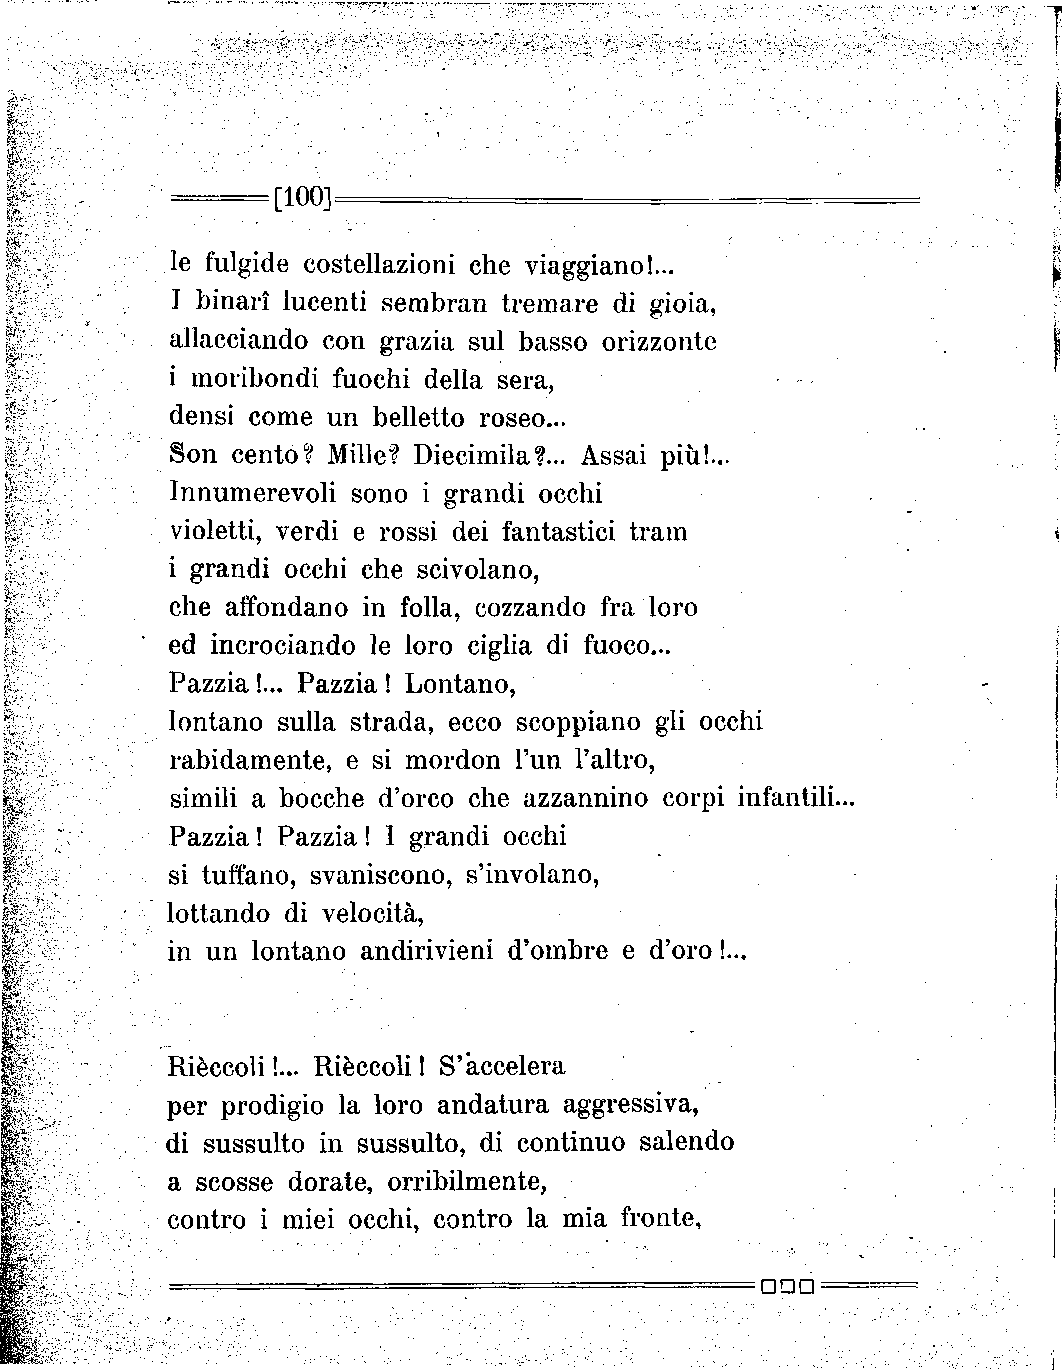 [100]
le fulgide costellazioni che viaggiano!...
I binarî lucenti sembran tremare di gioia,
allacciando con grazia sul basso orizzonte
i moribondi fuochi della sera,
densi come un belletto roseo...
Son cento? Mille? Diecimila?... Assai più!...
Innumerevoli sono i grandi occhi
violetti, verdi e rossi dei fantastici tram
i grandi occhi che scivolano,
che affondano in folla, cozzando fra loro
ed incrociando le loro ciglia di fuoco...
Pazzia!... Pazzia! Lontano,
lontano sulla strada, ecco scoppiano gli occhi
rabidamente, e si mordon l'un l'altro,
simili a bocche d'orco che azzannino corpi infantili...
Pazzia! Pazzia! I grandi occhi
si tuffano, svaniscono, s'involano,
lottando di velocità,
in un lontano andirivieni d'ombre e d'oro!...
Rièccoli!... Rièccoli! S'accelera
per prodigio la loro andatura aggressiva,
di sussulto in sussulto, di continuo salendo
a scosse dorate, orribilmente,
contro i miei occhi, contro la mia fronte,